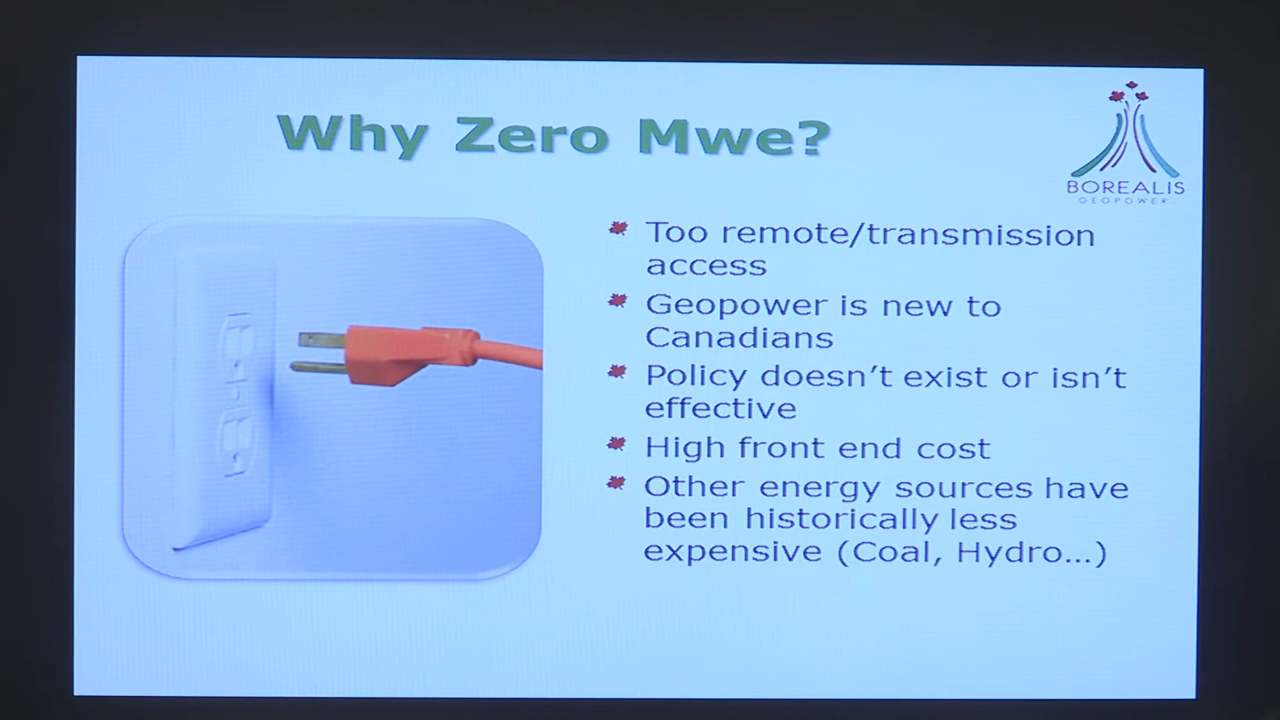 Why Zero Mwe?
BOREALIS
GEOPOWER
Too remote/transmission
access
Geopower is new to
Canadians
Policy doesn't exist or isn't
effective
High front end cost
Other energy sources have
been historically less
expensive (Coal, Hydro...)